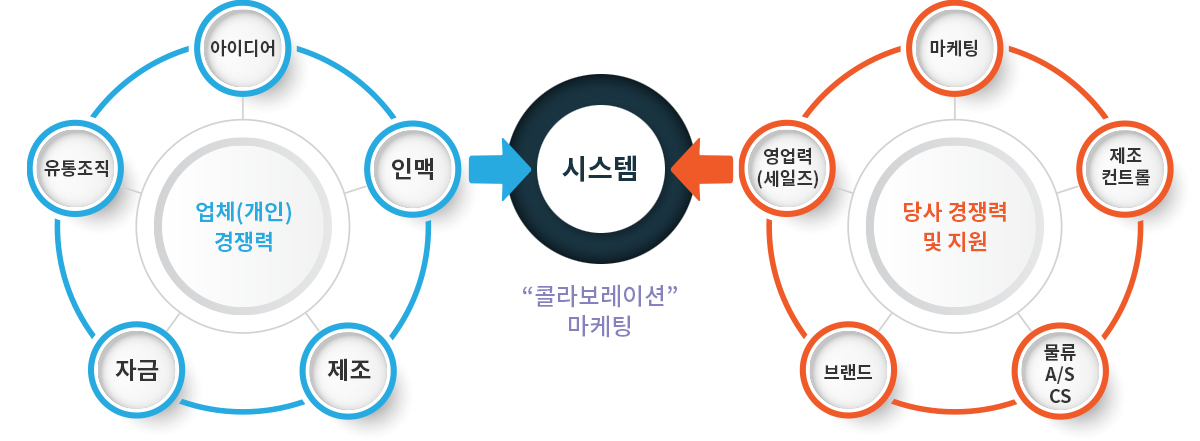 아이디어
유통조직
인맥
업체(개인)
경쟁력
자금
제조
시스템
“콜라보레이션”
마케팅
마케팅
영업력
(세일즈)
제조
컨트롤
당사 경쟁력
및 지원
브랜드
물류
A/S
CS